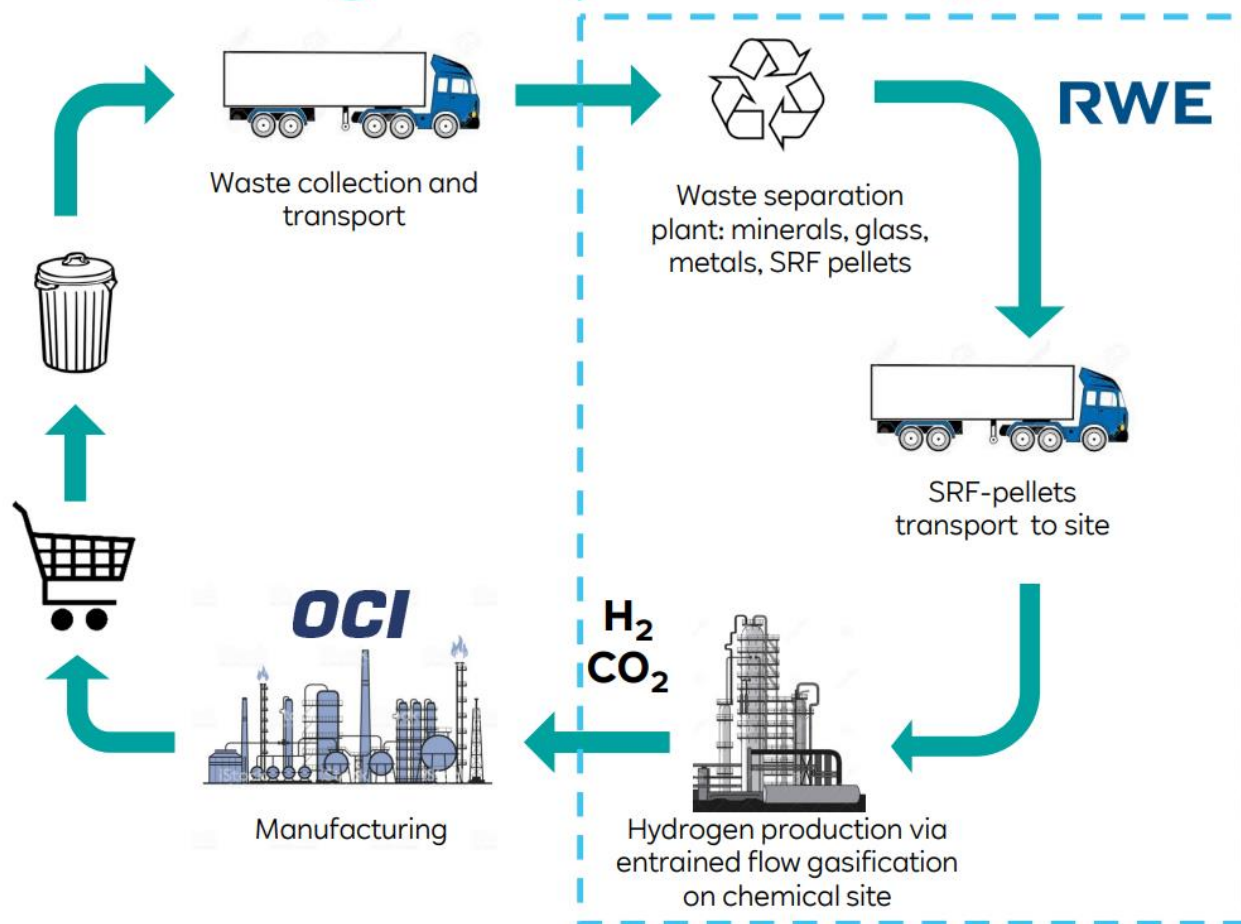 RWE
Waste collection and
transport
Waste separation
plant: minerals, glass,
metals, SRF pellets
SRF-pellets
transport to site
OCI
H₂
CO₂
Manufacturing
Hydrogen production via
entrained flow gasification
on chemical site